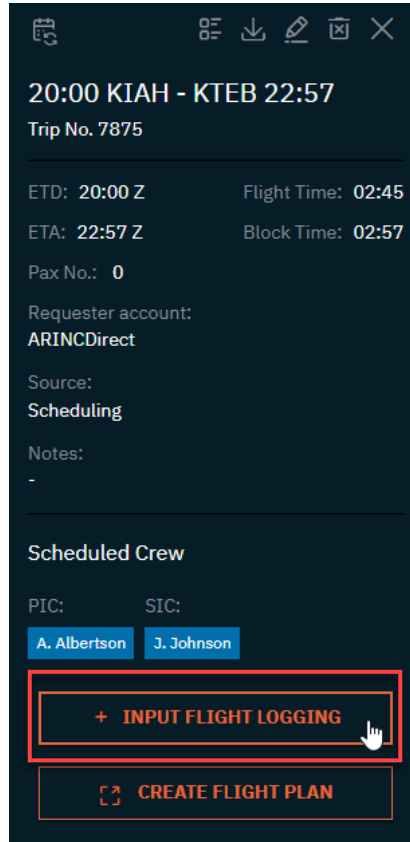 20:00 KIAH - KTEB 22:57
Trip No. 7875
ETD: 20:00 Z Flight Time: 02:45
ETA: 22:57 Z Block Time: 02:57
Pax No.: 0
Requester account:
ARINCDirect
Source:
Scheduling
Notes:
-
Scheduled Crew
PIC: SIC:
A. Albertson J. Johnson
+ INPUT FLIGHT LOGGING
CREATE FLIGHT PLAN